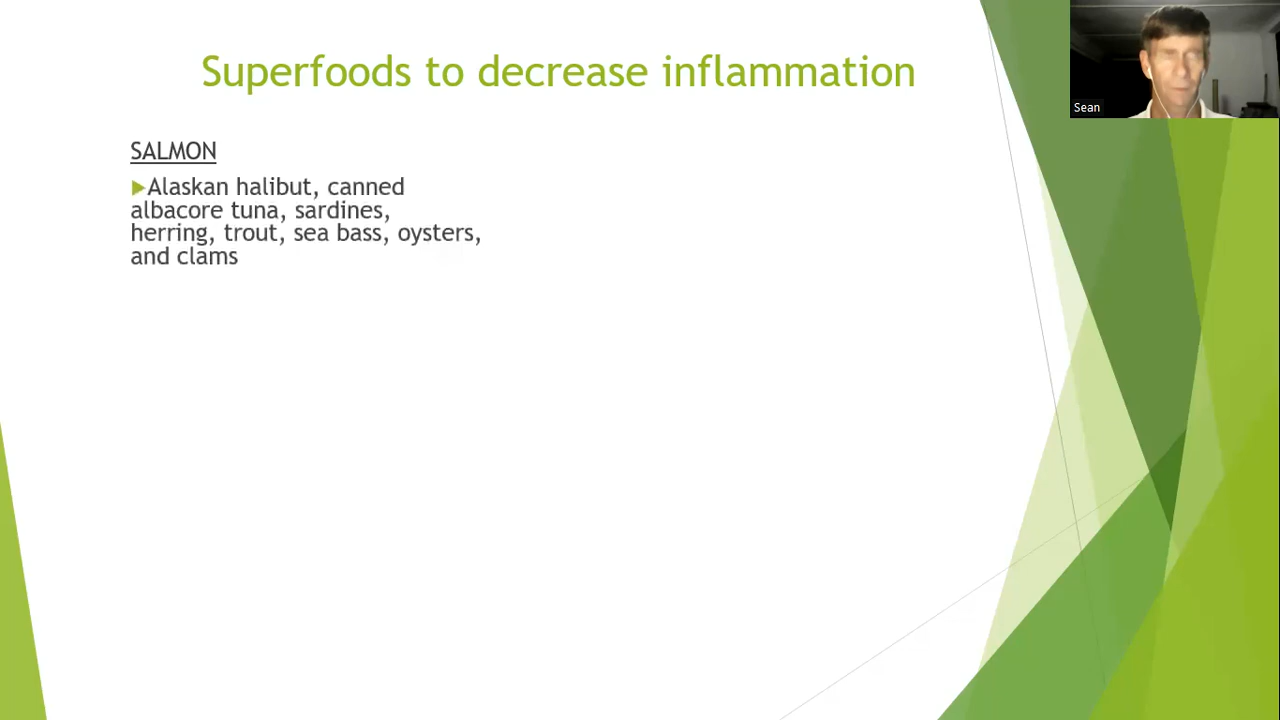 Superfoods to decrease inflammation
Sean
SALMON
Alaskan halibut, canned
albacore tuna, sardines,
herring, trout, sea bass, oysters,
and clams